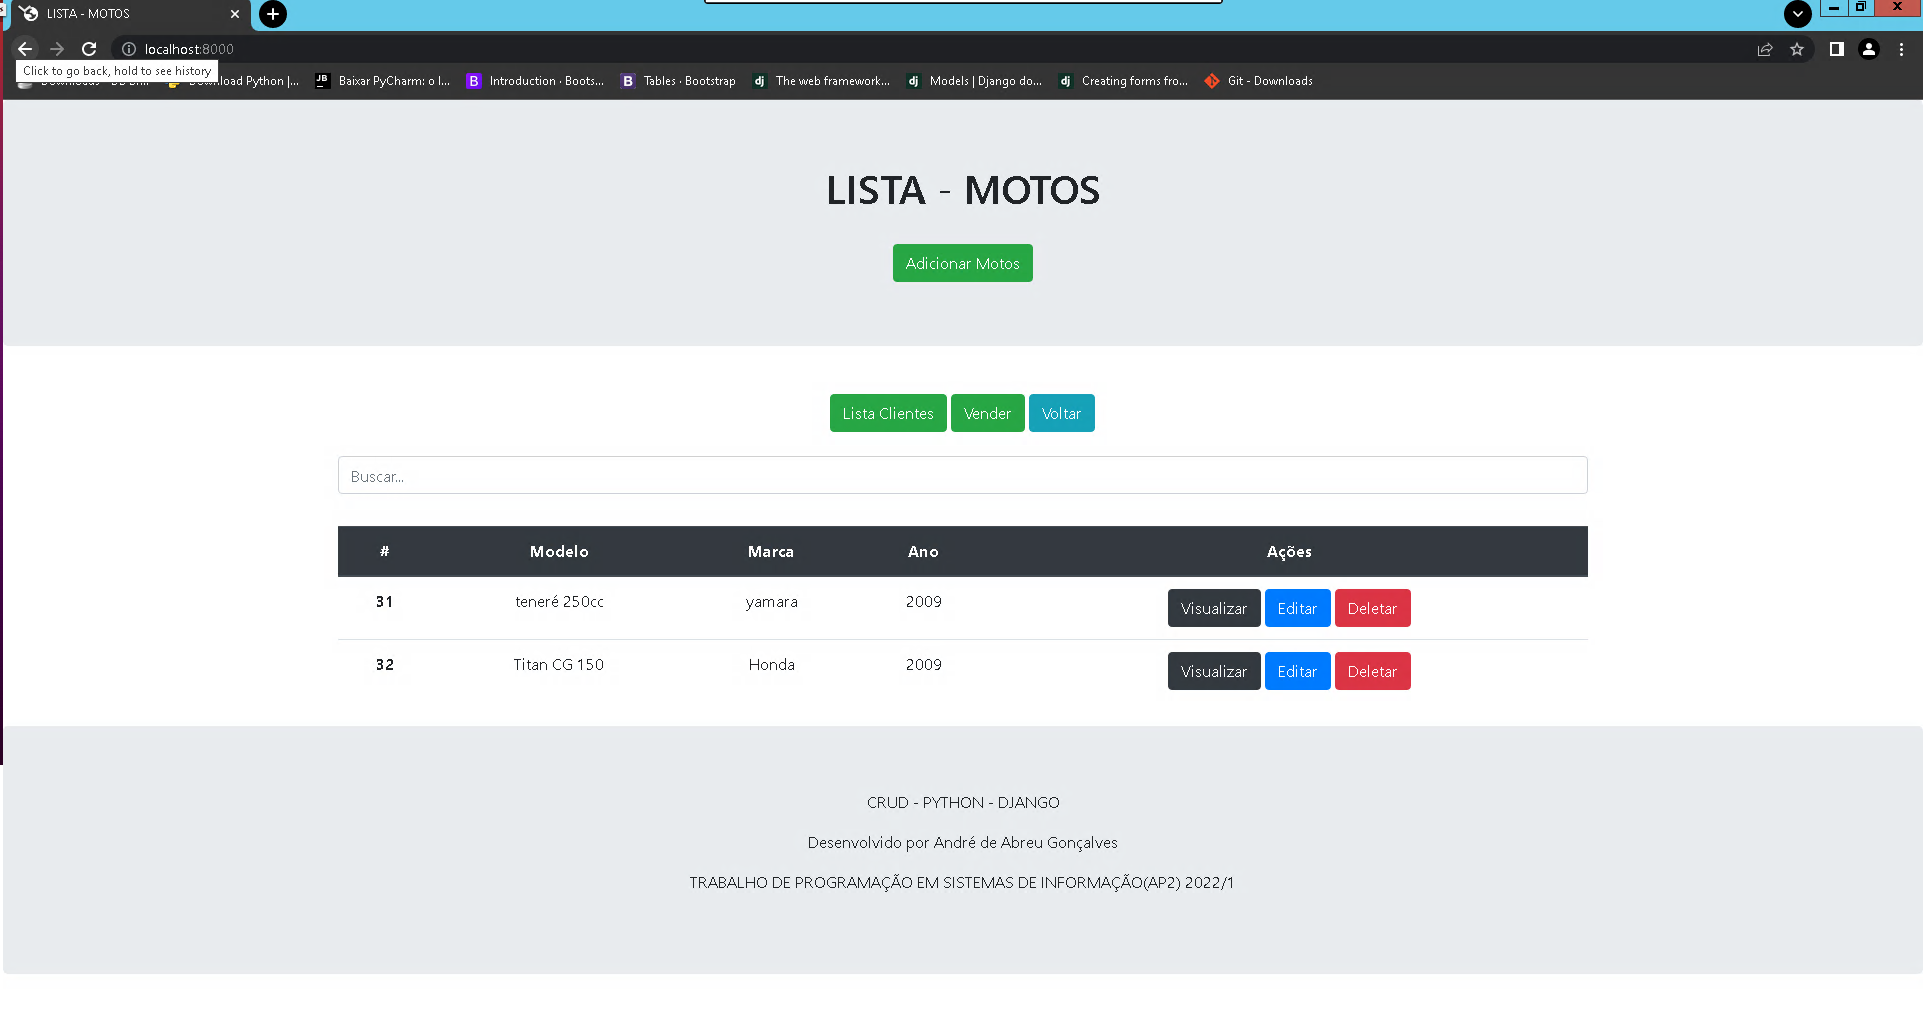 LISTA - MOTOS
localhost:8000
Click to go back, hold to see history
Download Python |...
Baixar PyCharm: o I...
Introduction · Boots...
Tables · Bootstrap
The web framework...
Models | Django do...
Creating forms fro...
Git - Downloads
LISTA - MOTOS
Adicionar Motos
Lista Clientes Vender Voltar
Buscar...
# Modelo Marca Ano Ações
31 teneré 250cc yamara 2009 Visualizar Editar Deletar
32 Titan CG 150 Honda 2009 Visualizar Editar Deletar
CRUD - PYTHON - DJANGO
Desenvolvido por André de Abreu Gonçalves
TRABALHO DE PROGRAMAÇÃO EM SISTEMAS DE INFORMAÇÃO(AP2) 2022/1